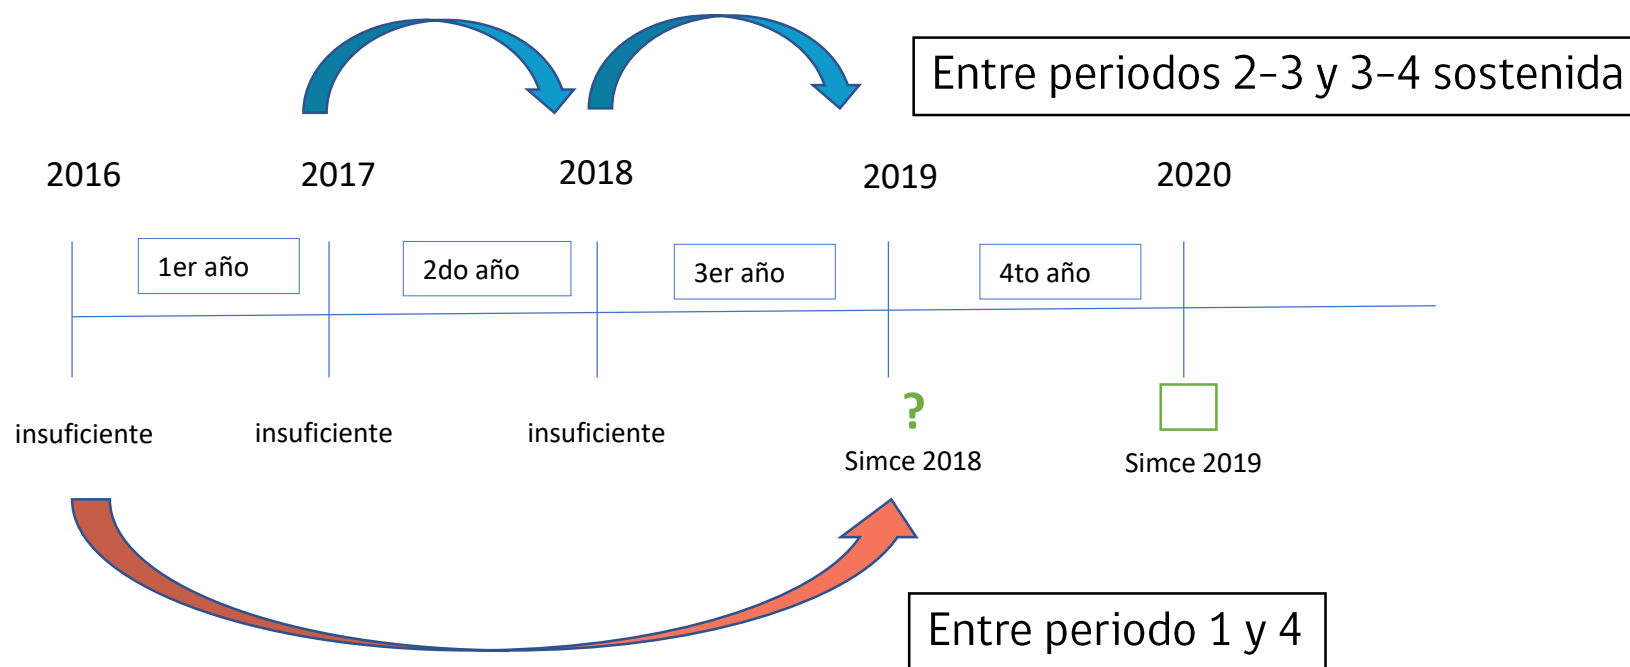 Entre periodos 2-3 y 3-4 sostenida
2016
2017
2018
2019
2020
1er año
2do año
3er año
4to año
insuficiente
insuficiente
insuficiente
?
Simce 2018
Simce 2019
Entre periodo 1 y 4